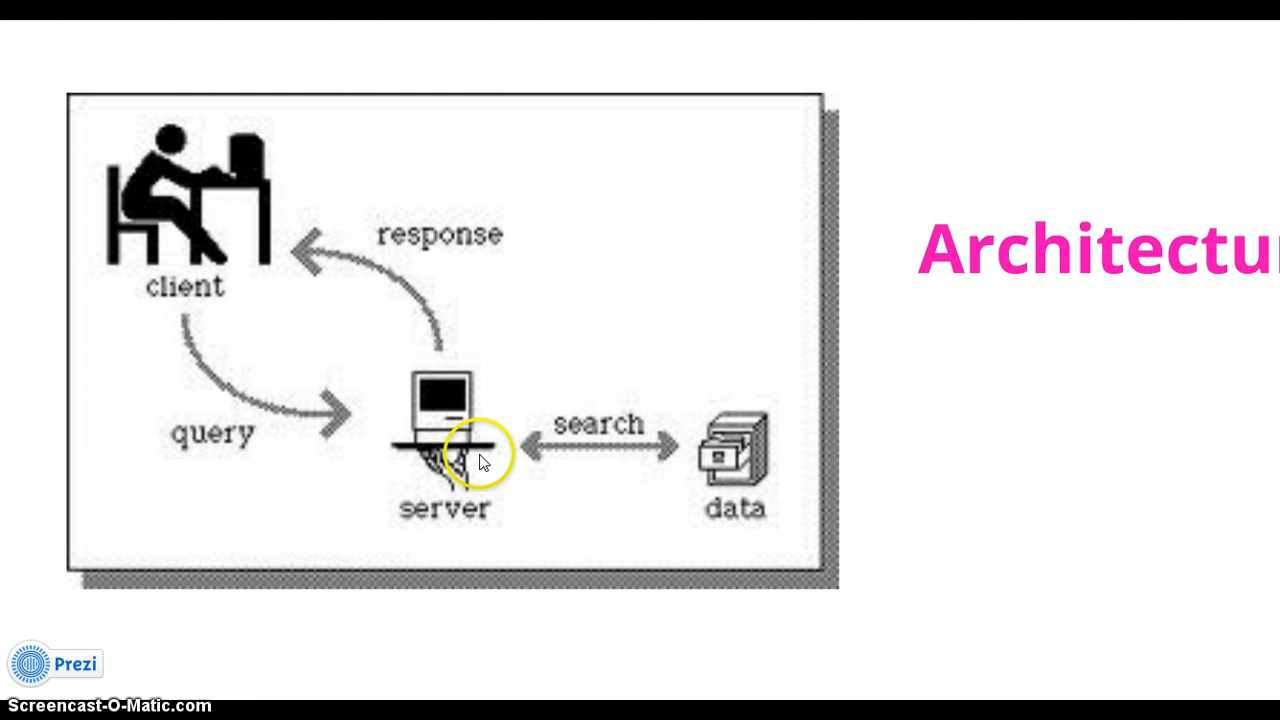 response
Architectu
client
search
query
server
data
Prezi
Screencast-O-Matic.com